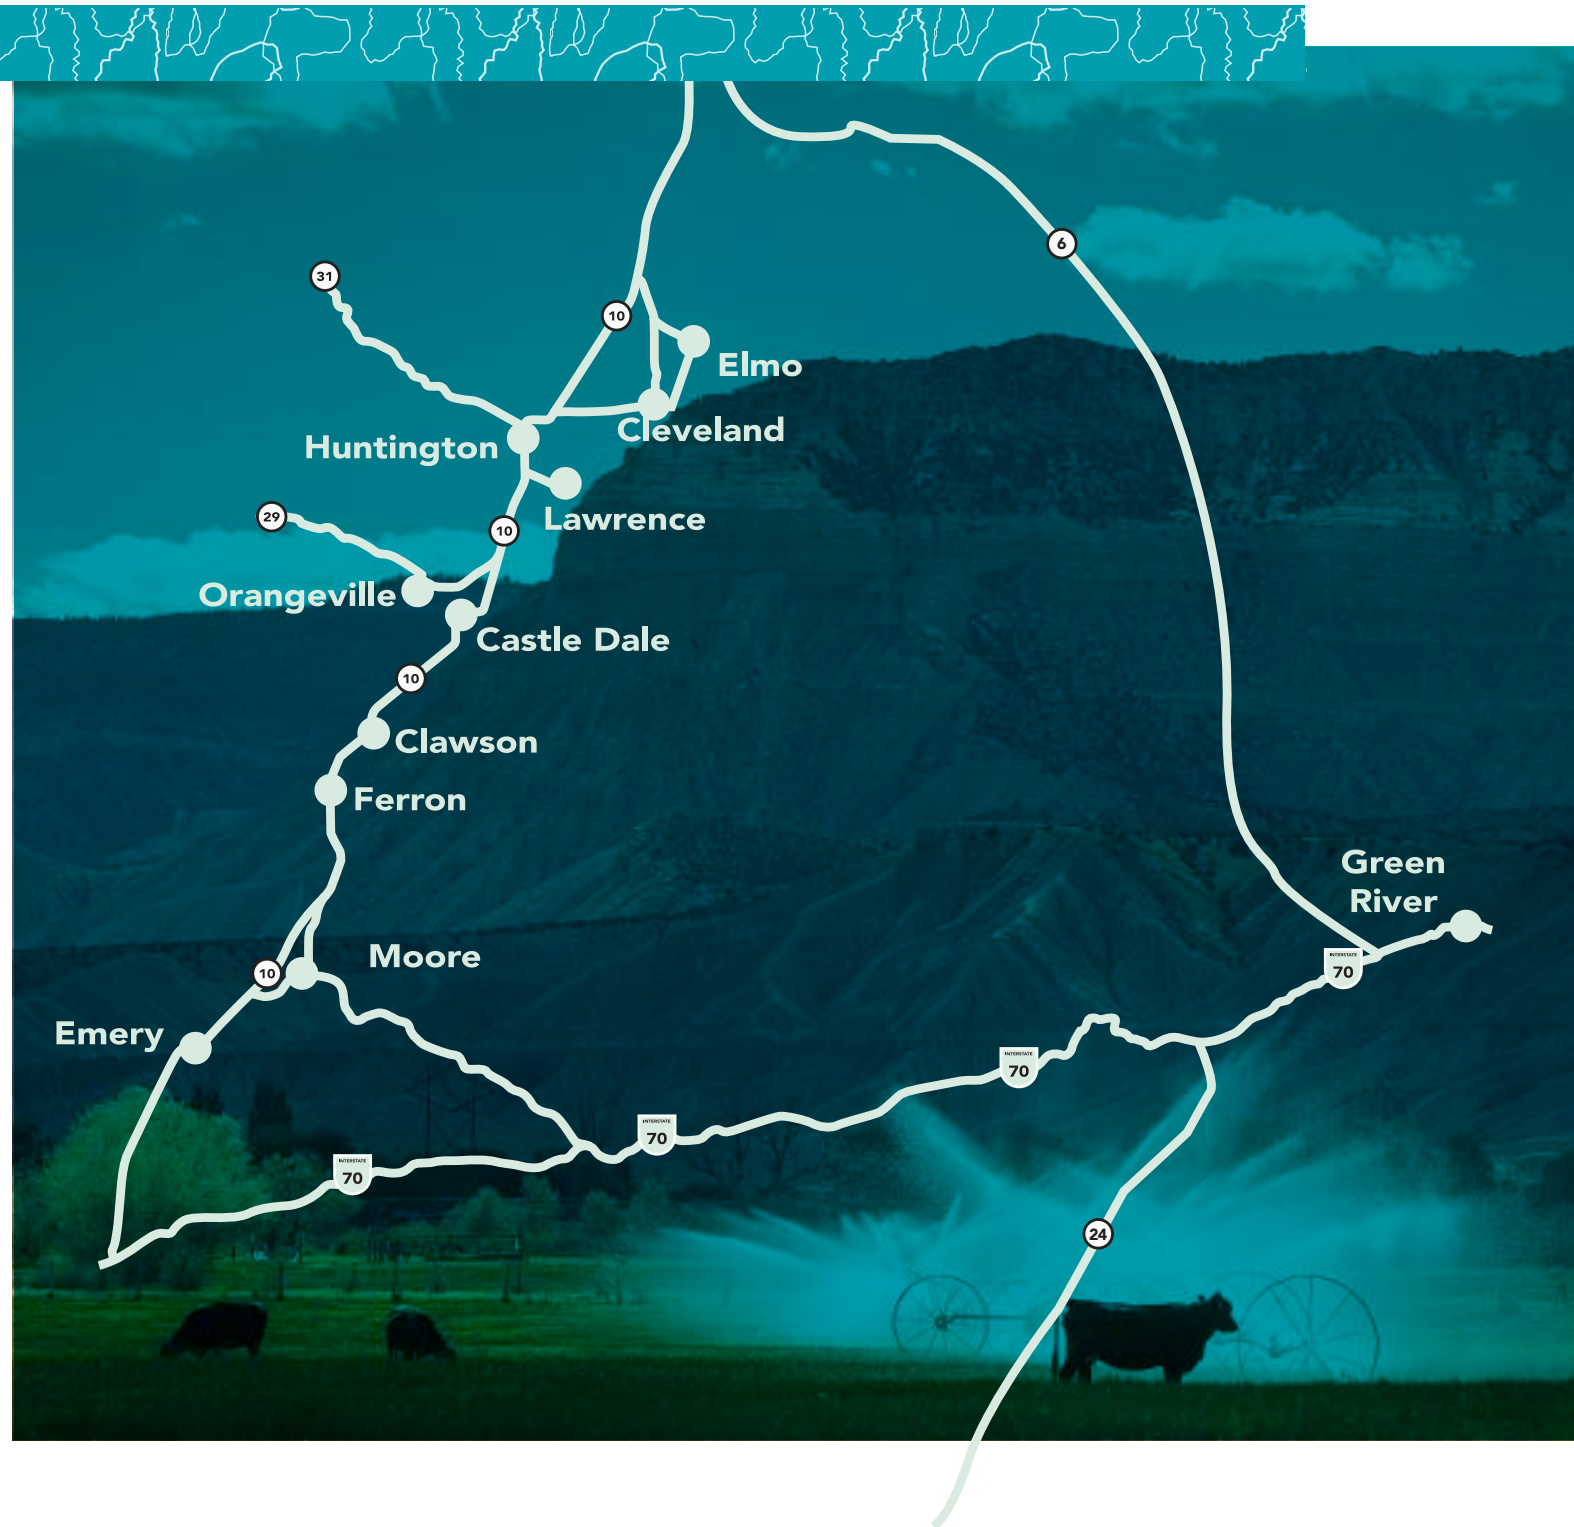 6
31
10
Elmo
Cleveland
Huntington
Lawrence
29
10
Orangeville
Castle Dale
10
Clawson
Ferron
Green
River
Moore
10
INTERSTATE
70
Emery
INTERSTATE
70
INTERSTATE
70
INTERSTATE
70
24